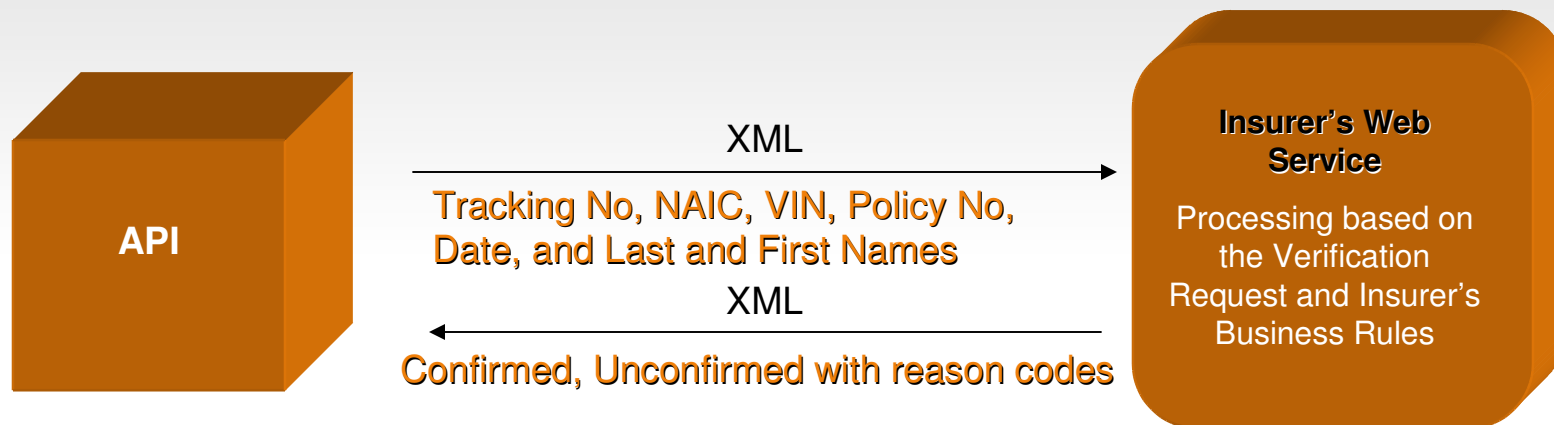 API
XML
Tracking No, NAIC, VIN, Policy No,
Date, and Last and First Names
XML
Confirmed, Unconfirmed with reason codes
Insurer’s Web
Service
Processing based on
the Verification
Request and Insurer’s
Business Rules